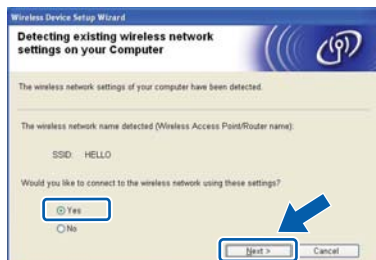 Wireless Device Setup Wizard
Detecting existing wireless network
settings on your Computer
The wireless network settings of your computer have been detected.
The wireless network name detected (Wireless Access Point/Router name):
SSID: HELLO
Would you like to connect to the wireless network using these settings?
Yes
No
Next > Cancel